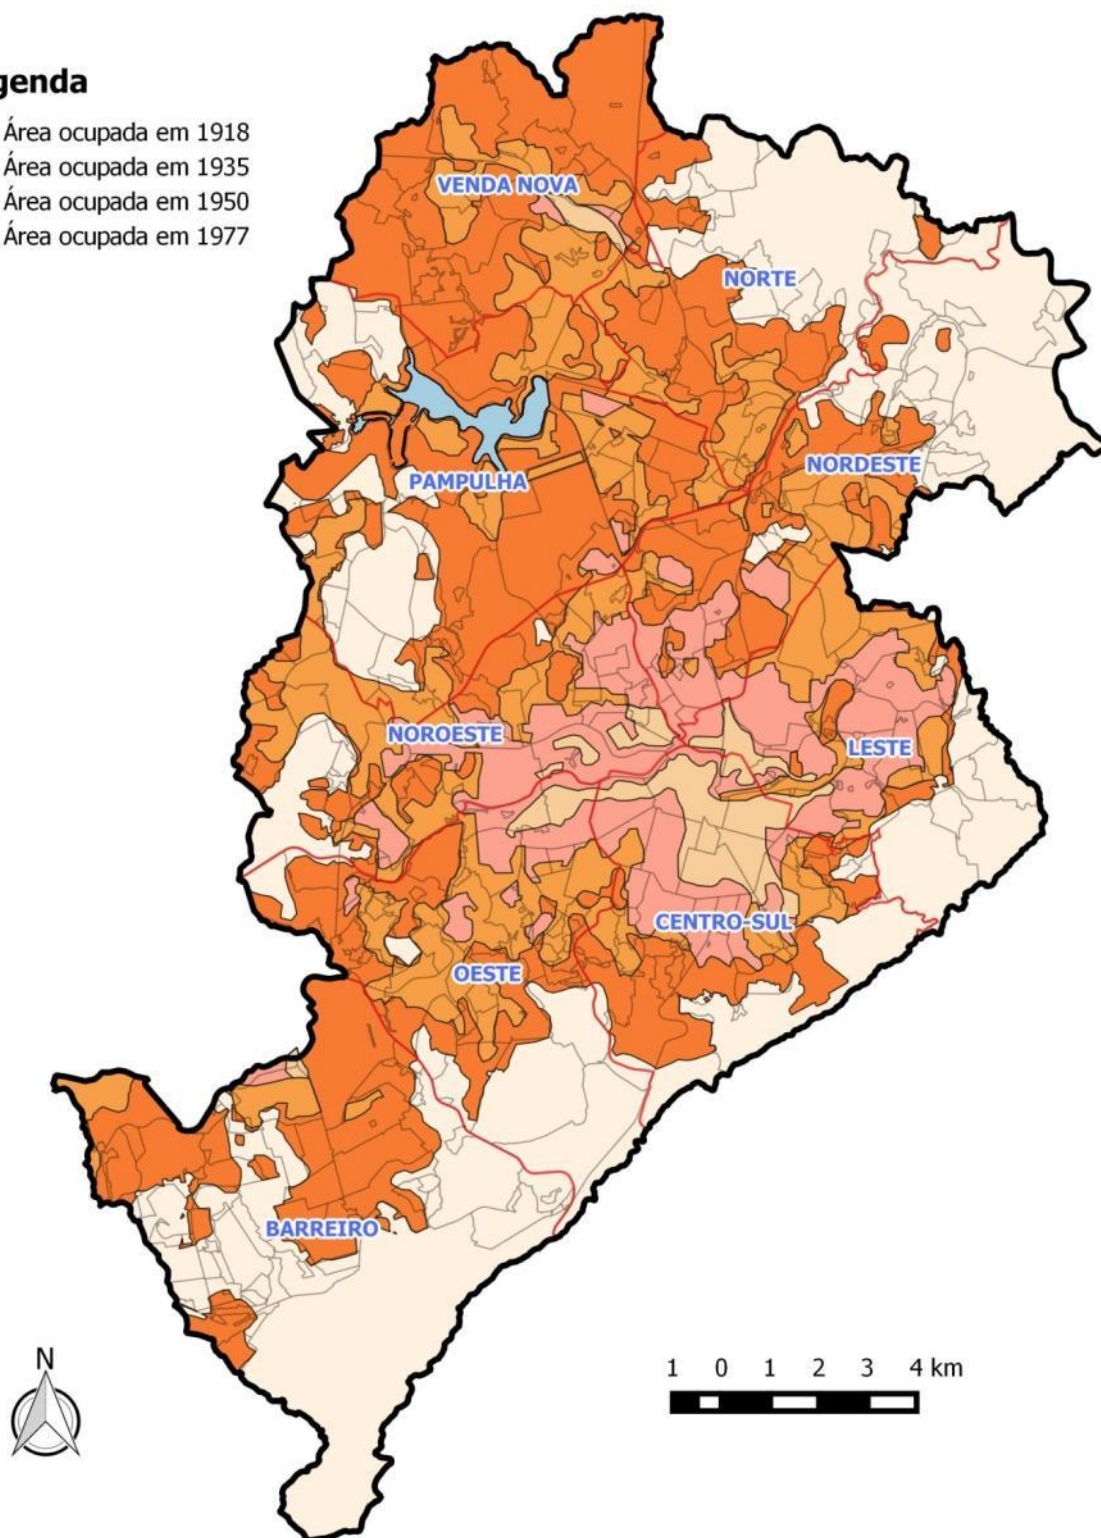 genda
Área ocupada em 1918
Área ocupada em 1935
Área ocupada em 1950
Área ocupada em 1977
VENDA NOVA
NORTE
NORDESTE
PAMPULHA
NOROESTE
LESTE
CENTRO-SUL
OESTE
BARREIRO
N
1 0 1 2 3 4 km